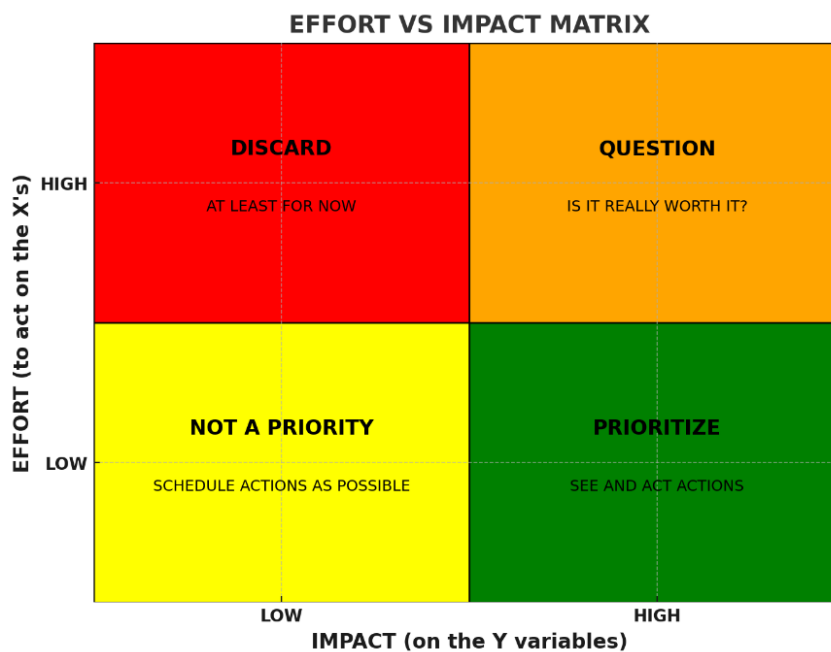 EFFORT VS IMPACT MATRIX
EFFORT (to act on the X's)
HIGH
LOW
DISCARD
AT LEAST FOR NOW
QUESTION
IS IT REALLY WORTH IT?
NOT A PRIORITY
SCHEDULE ACTIONS AS POSSIBLE
PRIORITIZE
SEE AND ACT ACTIONS
LOW
HIGH
IMPACT (on the Y variables)